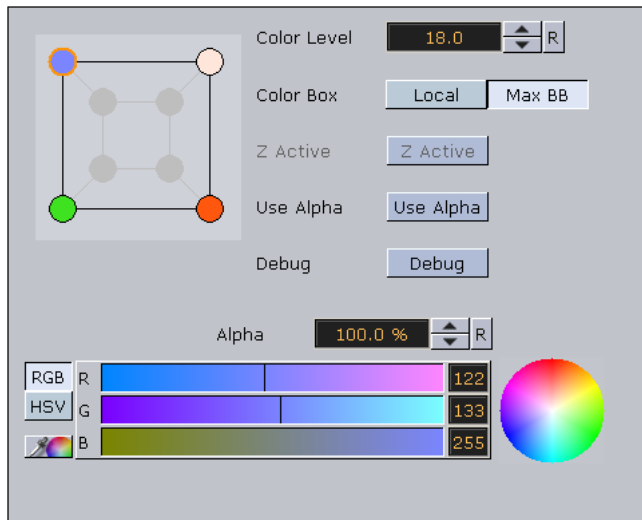 Color Level 18.0 R
Color Box Local Max BB
Z Active Z Active
Use Alpha Use Alpha
Debug Debug
Alpha 100.0 % R
RGB R 122
HSV G 133
B 255